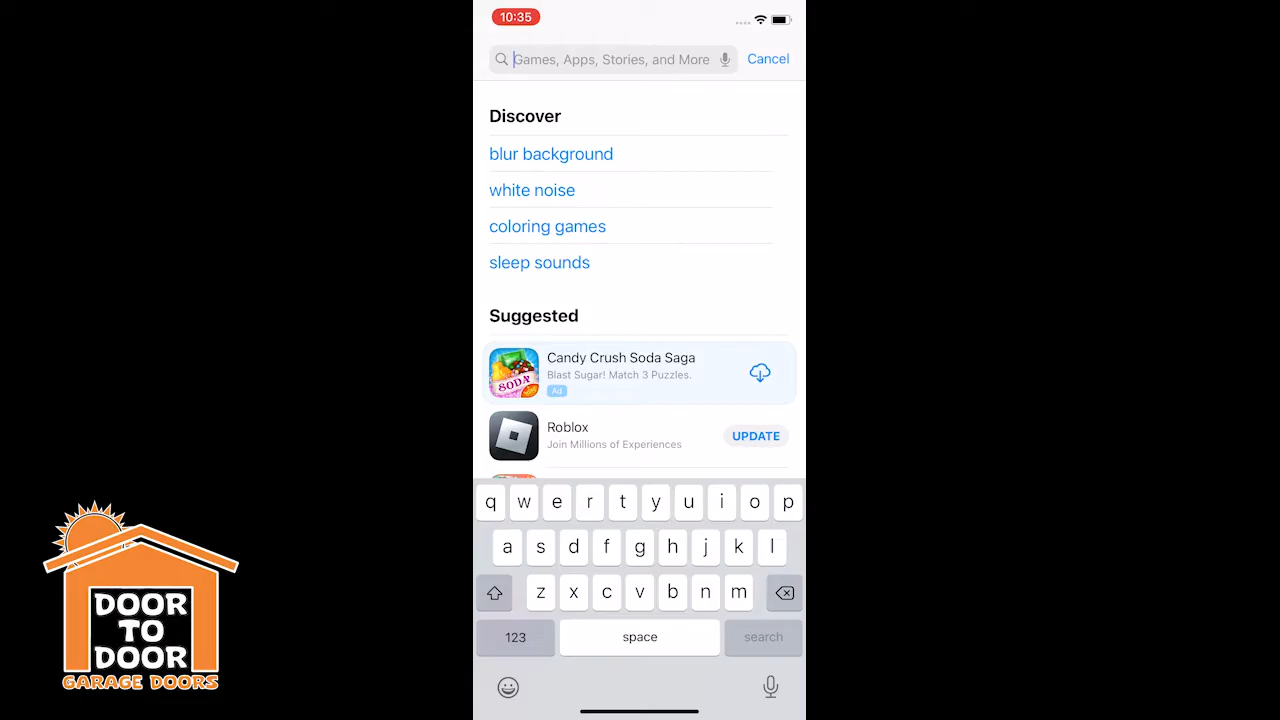 10:35
Games, Apps, Stories, and More
Cancel
Discover
blur background
white noise
coloring games
sleep sounds
Suggested
Candy Crush Soda Saga
Blast Sugar! Match 3 Puzzles.
Ad
SODA
Roblox
Join Millions of Experiences
UPDATE
q w e r t y u i o p
a s d f g h j k l
z x c v b n m
123
space
search
DOOR
TO
DOOR
GARAGE DOORS